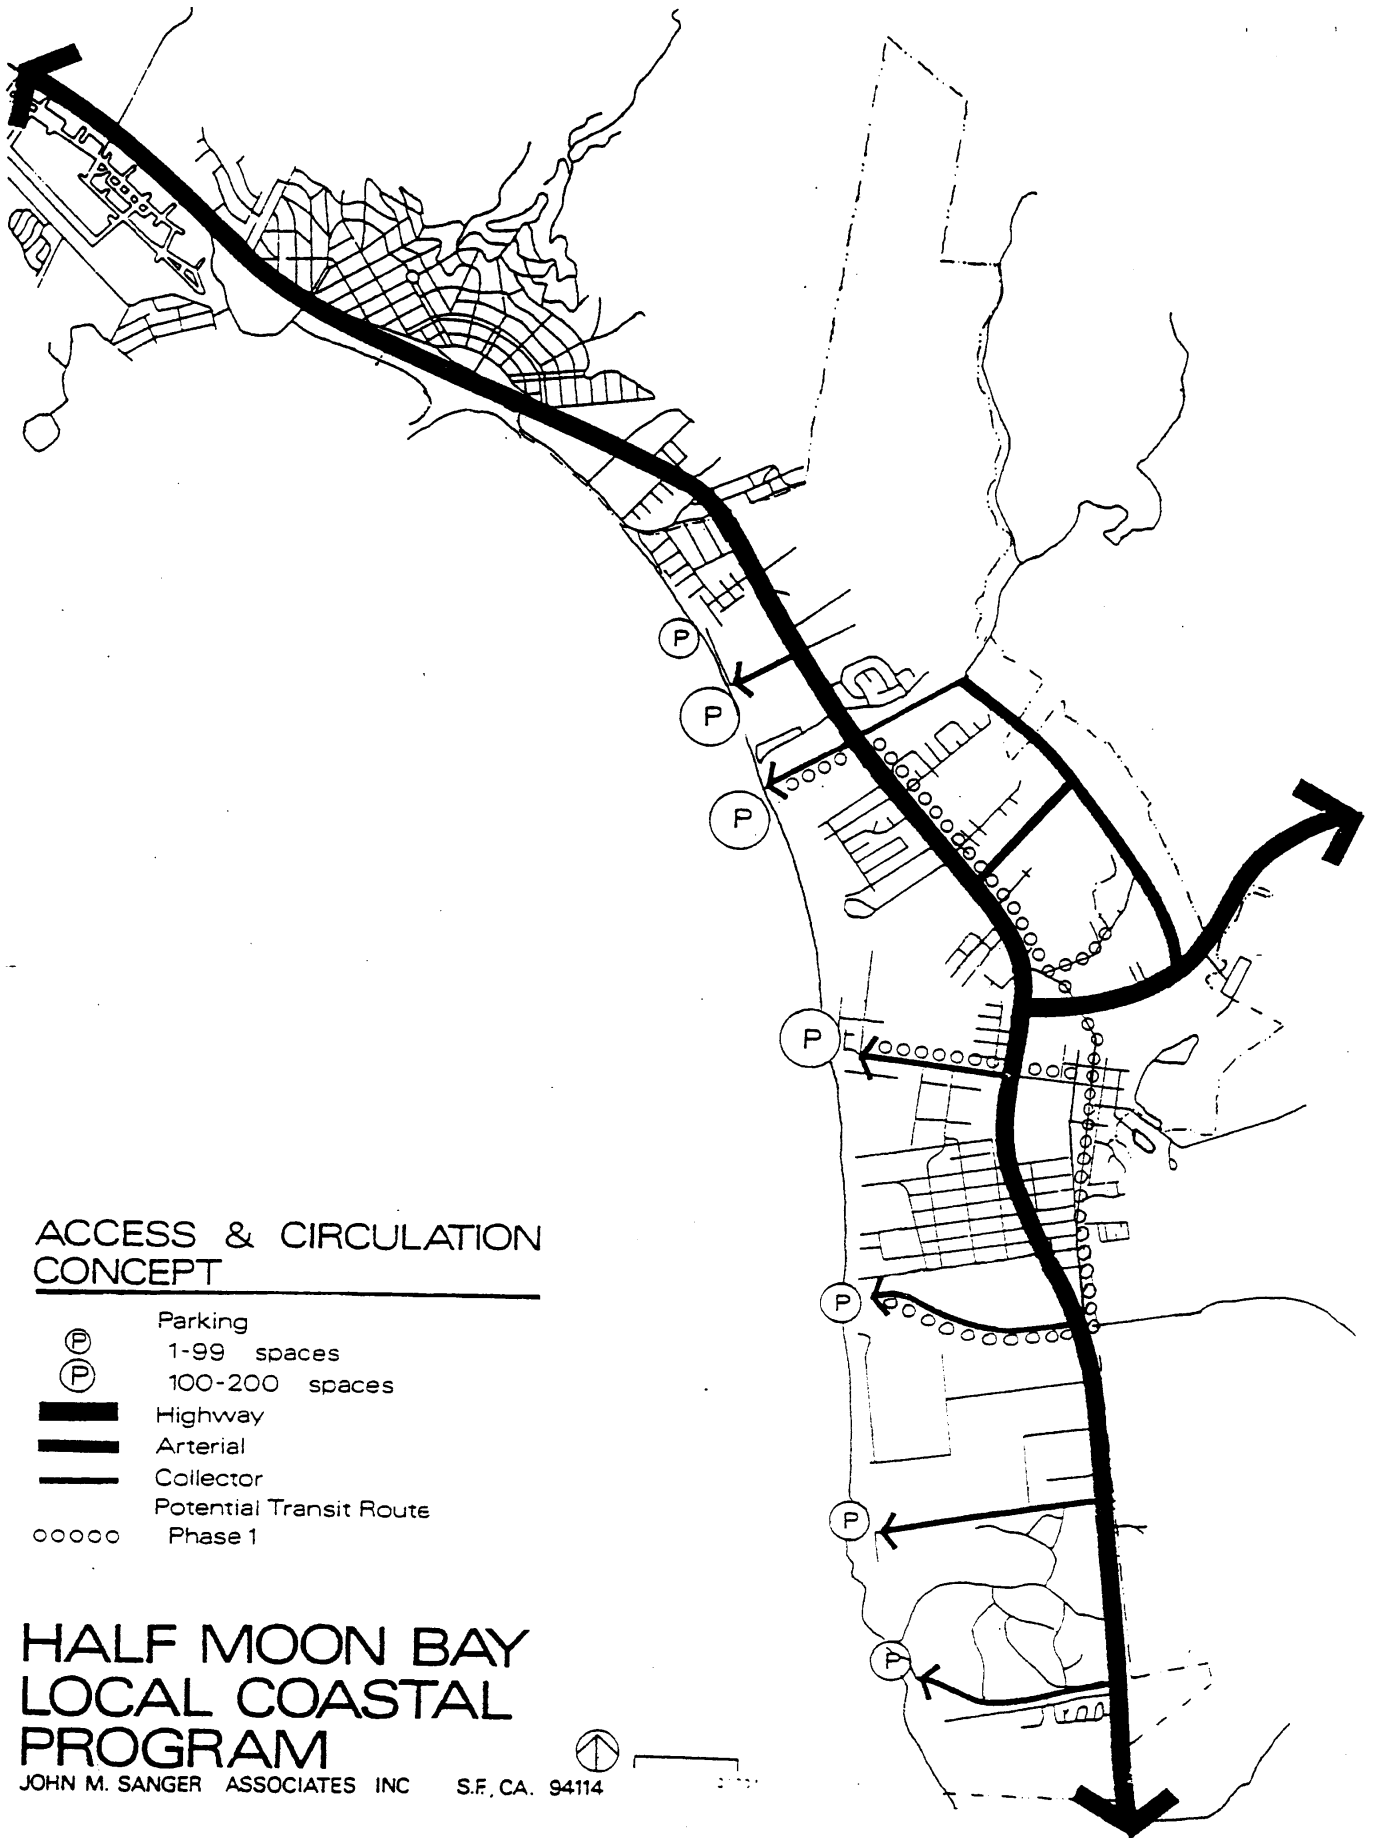 P
P
P
P
P
P
P
ACCESS & CIRCULATION
CONCEPT
Parking
P 1-99 spaces
P 100-200 spaces
Highway
Arterial
Collector
Potential Transit Route
Phase 1
HALF MOON BAY
LOCAL COASTAL
PROGRAM
JOHN M. SANGER ASSOCIATES INC S.F., CA. 94114